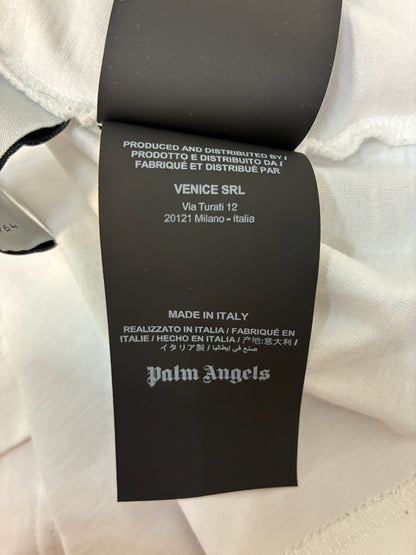 PRODUCED AND DISTRIBUTED BY /
PRODOTTO E DISTRIBUITO DA /
FABRIQUÉ ET DISTRIBUÉ PAR
VENICE SRL
Via Turati 12
20121 Milano - Italia
MADE IN ITALY
REALIZZATO IN ITALIA / FABRIQUÉ EN
ITALIE / HECHO EN ITALIA / 产地:意大利 /
イタリア製 / صنع في إيطاليا
Palm Angels